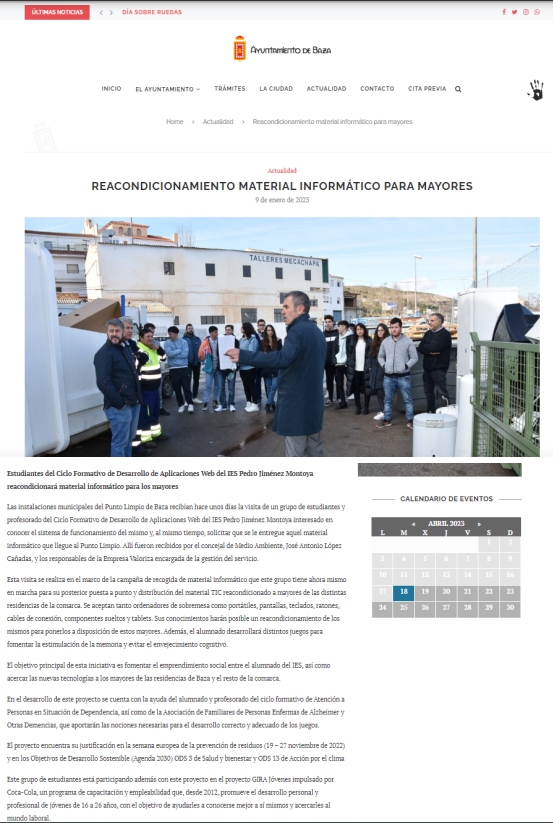 ÚLTIMAS NOTICIAS
DÍA SOBRE RUEDAS
AYUNTAMIENTO DE BAZA
INICIO EL AYUNTAMIENTO TRÁMITES LA CIUDAD ACTUALIDAD CONTACTO CITA PREVIA
Home > Actualidad > Reacondicionamiento material informático para mayores
Actualidad
REACONDICIONAMIENTO MATERIAL INFORMÁTICO PARA MAYORES
9 de enero de 2023
TALLERES MECACHAPA
Estudiantes del Ciclo Formativo de Desarrollo de Aplicaciones Web del IES Pedro Jiménez Montoya
reacondicionará material informático para los mayores
Las instalaciones municipales del Punto Limpio de Baza recibían hace unos días la visita de un grupo de estudiantes y
profesorado del Ciclo Formativo de Desarrollo de Aplicaciones Web del IES Pedro Jiménez Montoya interesado en
conocer el sistema de funcionamiento del mismo y, al mismo tiempo, solicitar que se le entregue aquel material
informático que llegue al Punto Limpio. Allí fueron recibidos por el concejal de Medio Ambiente, José Antonio López
Cañadas, y los responsables de la Empresa Valoriza encargada de la gestión del servicio.
Esta visita se realiza en el marco de la campaña de recogida de material informático que este grupo tiene ahora mismo
en marcha para su posterior puesta a punto y distribución del material TIC reacondicionado a mayores de las distintas
residencias de la comarca. Se aceptan tanto ordenadores de sobremesa como portátiles, pantallas, teclados, ratones,
cables de conexión, componentes sueltos y tablets. Sus conocimientos harán posible un reacondicionamiento de los
mismos para ponerlos a disposición de estos mayores. Además, el alumnado desarrollará distintos juegos para
fomentar la estimulación de la memoria y evitar el envejecimiento cognitivo.
El objetivo principal de esta iniciativa es fomentar el emprendimiento social entre el alumnado del IES, así como
acercar las nuevas tecnologías a los mayores de las residencias de Baza y el resto de la comarca.
En el desarrollo de este proyecto se cuenta con la ayuda del alumnado y profesorado del ciclo formativo de Atención a
Personas en Situación de Dependencia, así como de la Asociación de Familiares de Personas Enfermas de Alzheimer y
Otras Demencias, que aportarán las nociones necesarias para el desarrollo correcto y adecuado de los juegos.
El proyecto encuentra su justificación en la semana europea de la prevención de residuos (19 – 27 noviembre de 2022)
y en los Objetivos de Desarrollo Sostenible (Agenda 2030) ODS 3 de Salud y bienestar y ODS 13 de Acción por el clima
Este grupo de estudiantes está participando además con este proyecto en el proyecto GIRA Jóvenes impulsado por
Coca-Cola, un programa de capacitación y empleabilidad que, desde 2012, promueve el desarrollo personal y
profesional de jóvenes de 16 a 26 años, con el objetivo de ayudarles a conocerse mejor a sí mismos y acercarles al
mundo laboral.
CALENDARIO DE EVENTOS
« ABRIL 2023 »
L M X J V S D
1 2
3 4 5 6 7 8 9
10 11 12 13 14 15 16
17 18 19 20 21 22 23
24 25 26 27 28 29 30